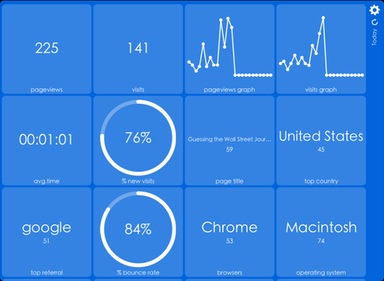 225
pageviews
141
visits
pageviews graph
visits graph
Today
00:01:01
avg.time
76%
% new visits
Guessing the Wall Street Jour...
59
page title
United States
45
top country
google
51
top referral
84%
% bounce rate
Chrome
53
browsers
Macintosh
74
operating system